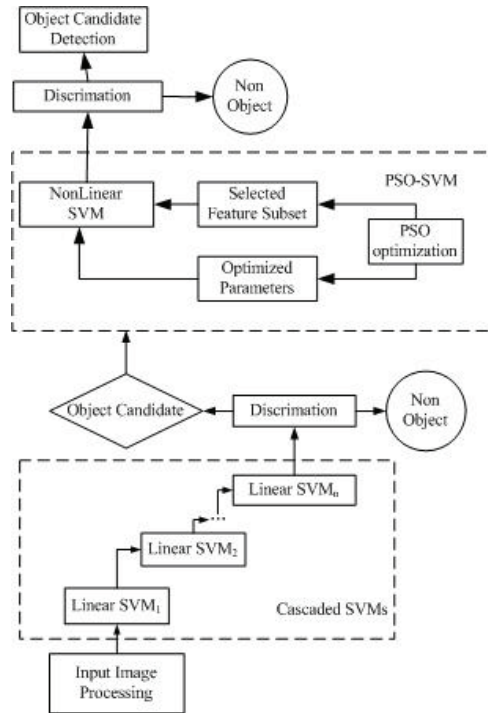 Object Candidate
Detection
Discrimation
Non
Object
PSO-SVM
NonLinear
SVM
Selected
Feature Subset
PSO
optimization
Optimized
Parameters
Object Candidate
Discrimation
Non
Object
Linear SVMn
...
Linear SVM2
Linear SVM1
Cascaded SVMs
Input Image
Processing